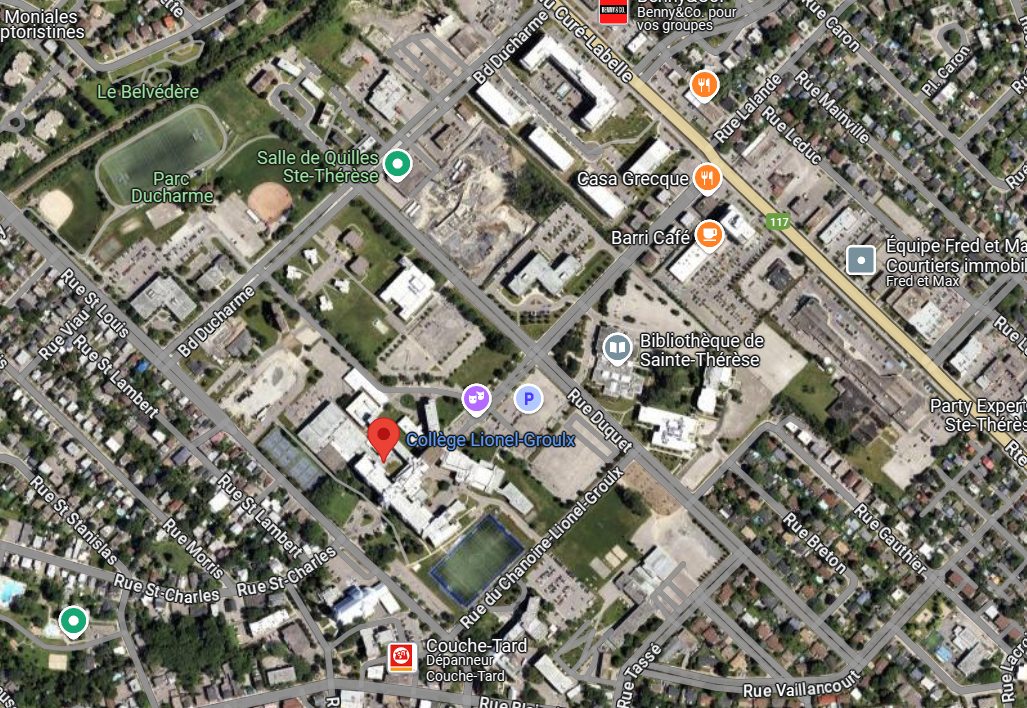 Moniales
ptoristines
Benny&Co. pour
vos groupes
BENNY&CO.
Bd Ducharme
Curé-Labelle
Rue Caron
Pl. Caron
Le Belvédère
Rue Lalande
Rue Mainville
Rue Leduc
Salle de Quilles
Ste-Thérèse
Parc
Ducharme
Casa Grecque
Barri Café
117
Équipe Fred et Ma
Courtiers immobil
Fred et Max
Rue St Louis
Rue Viau
Bd Ducharme
Rue St Lambert
Bibliothèque de
Sainte-Thérèse
P
Rue Duquet
Party Expert
Ste-Thérès
Collège Lionel-Groulx
Rue St Stanislas
Rue Morris
Rue St Lambert
Rue du Chanoine-Lionel-Groulx
Rue Breton
Rue Gauthier
Rue St-Charles
Rue St-Charles
Couche-Tard
Dépanneur
Couche-Tard
Rue Tassé
Rue Vaillancourt
Rue Lacro